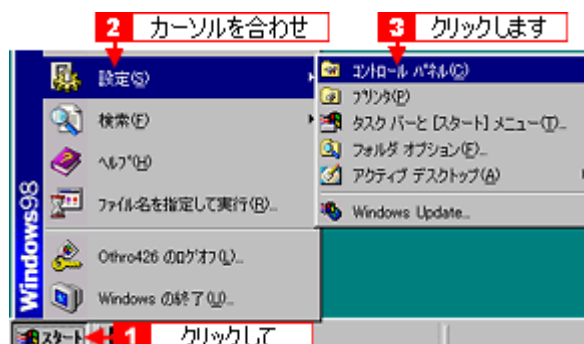 2 カーソルを合わせ
3 クリックします
設定(S)
検索(F)
ヘルプ(H)
ファイル名を指定して実行(R)...
Othro426 のログオフ(L)...
Windows の終了(U)...
Windows98
コントロール パネル(C)
プリンタ(P)
タスク バーと [スタート] メニュー(T)...
フォルダ オプション(F)...
アクティブ デスクトップ(A)
Windows Update...
スタート
1 クリックして